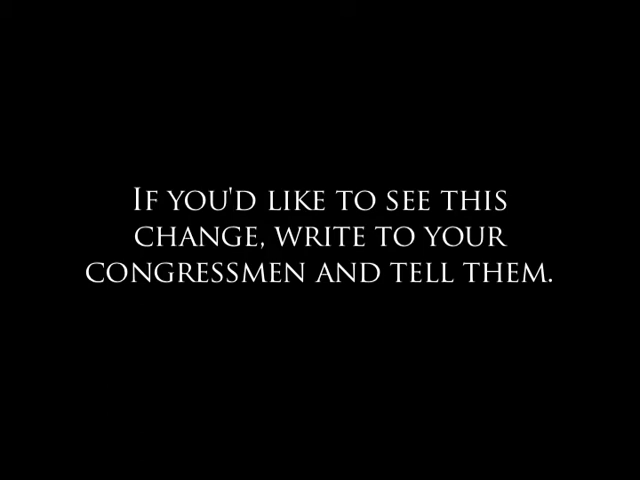 If you'd like to see this
change, write to your
congressmen and tell them.